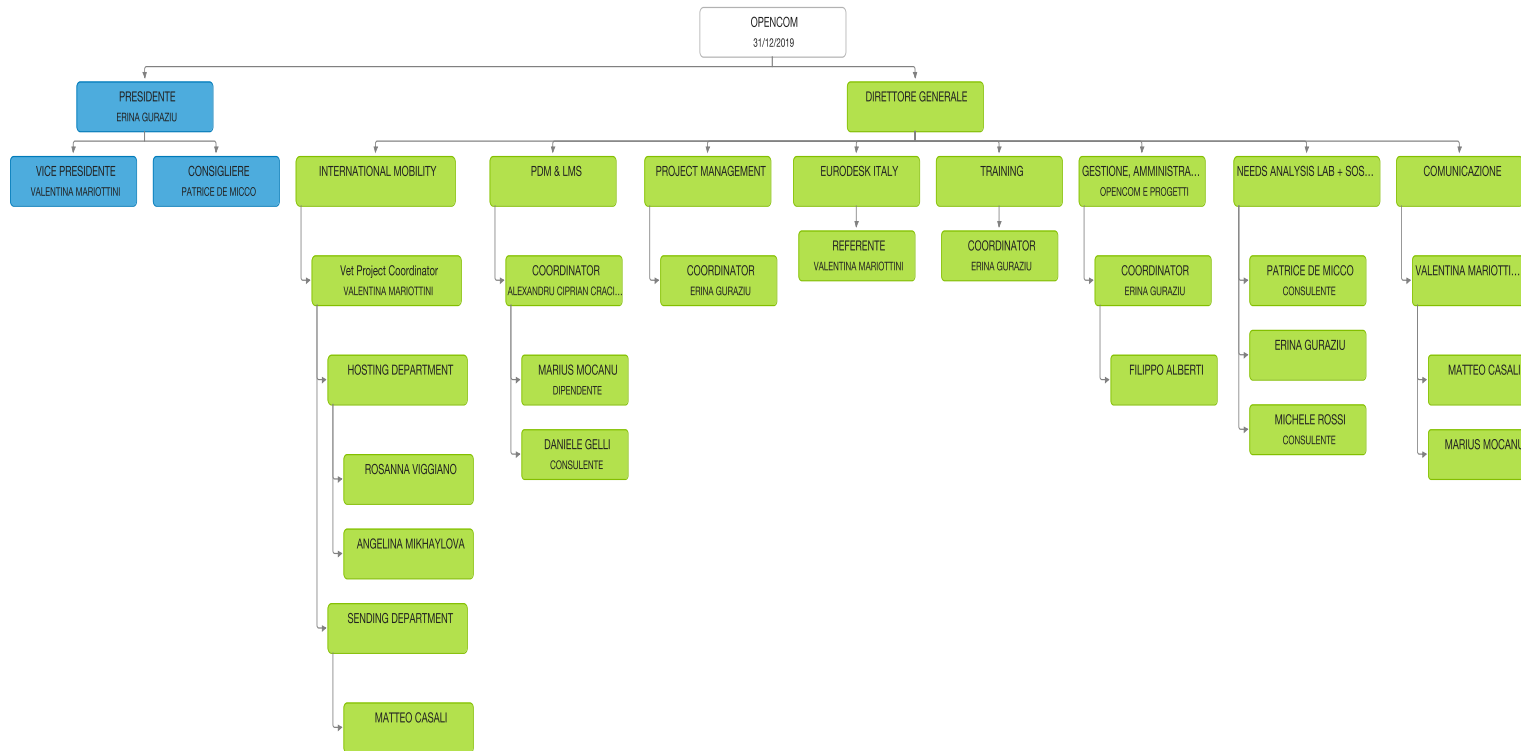 OPENCOM
31/12/2019
PRESIDENTE
ERINA GURAZIU
DIRETTORE GENERALE
VICE PRESIDENTE
VALENTINA MARIOTTINI
CONSIGLIERE
PATRICE DE MICCO
INTERNATIONAL MOBILITY
PDM & LMS
PROJECT MANAGEMENT
EURODESK ITALY
TRAINING
GESTIONE, AMMINISTRA...
OPENCOM E PROGETTI
NEEDS ANALYSIS LAB + SOS...
COMUNICAZIONE
Vet Project Coordinator
VALENTINA MARIOTTINI
COORDINATOR
ALEXANDRU CIPRIAN CRACI...
COORDINATOR
ERINA GURAZIU
REFERENTE
VALENTINA MARIOTTINI
COORDINATOR
ERINA GURAZIU
COORDINATOR
ERINA GURAZIU
PATRICE DE MICCO
CONSULENTE
VALENTINA MARIOTTI...
HOSTING DEPARTMENT
MARIUS MOCANU
DIPENDENTE
FILIPPO ALBERTI
ERINA GURAZIU
MATTEO CASALI
DANIELE GELLI
CONSULENTE
MICHELE ROSSI
CONSULENTE
MARIUS MOCANU
ROSANNA VIGGIANO
ANGELINA MIKHAYLOVA
SENDING DEPARTMENT
MATTEO CASALI